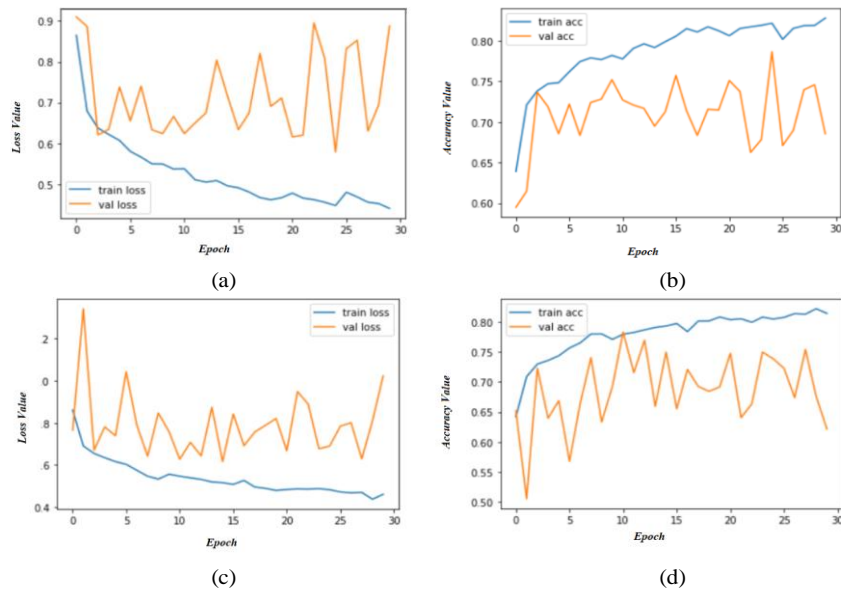 0.9
0.8
0.7
0.6
0.5
Loss Value
train loss
val loss
0 5 10 15 20 25 30
Epoch
(a)
0.80
0.75
0.70
0.65
0.60
Accuracy Value
train acc
val acc
0 5 10 15 20 25 30
Epoch
(b)
2
.0
.8
.6
0.4
Loss Value
train loss
val loss
0 5 10 15 20 25 30
Epoch
(c)
0.80
0.75
0.70
0.65
0.60
0.55
0.50
Accuracy Value
train acc
val acc
0 5 10 15 20 25 30
Epoch
(d)